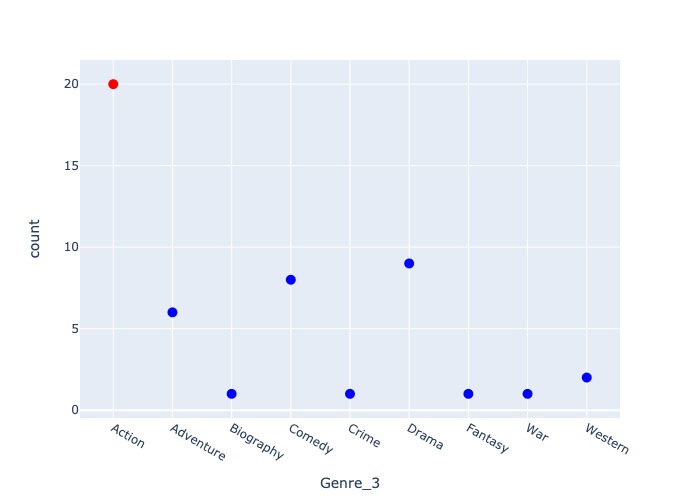 20
15
10
5
0
count
Action
Adventure
Biography
Comedy
Crime
Drama
Fantasy
War
Western
Genre_3